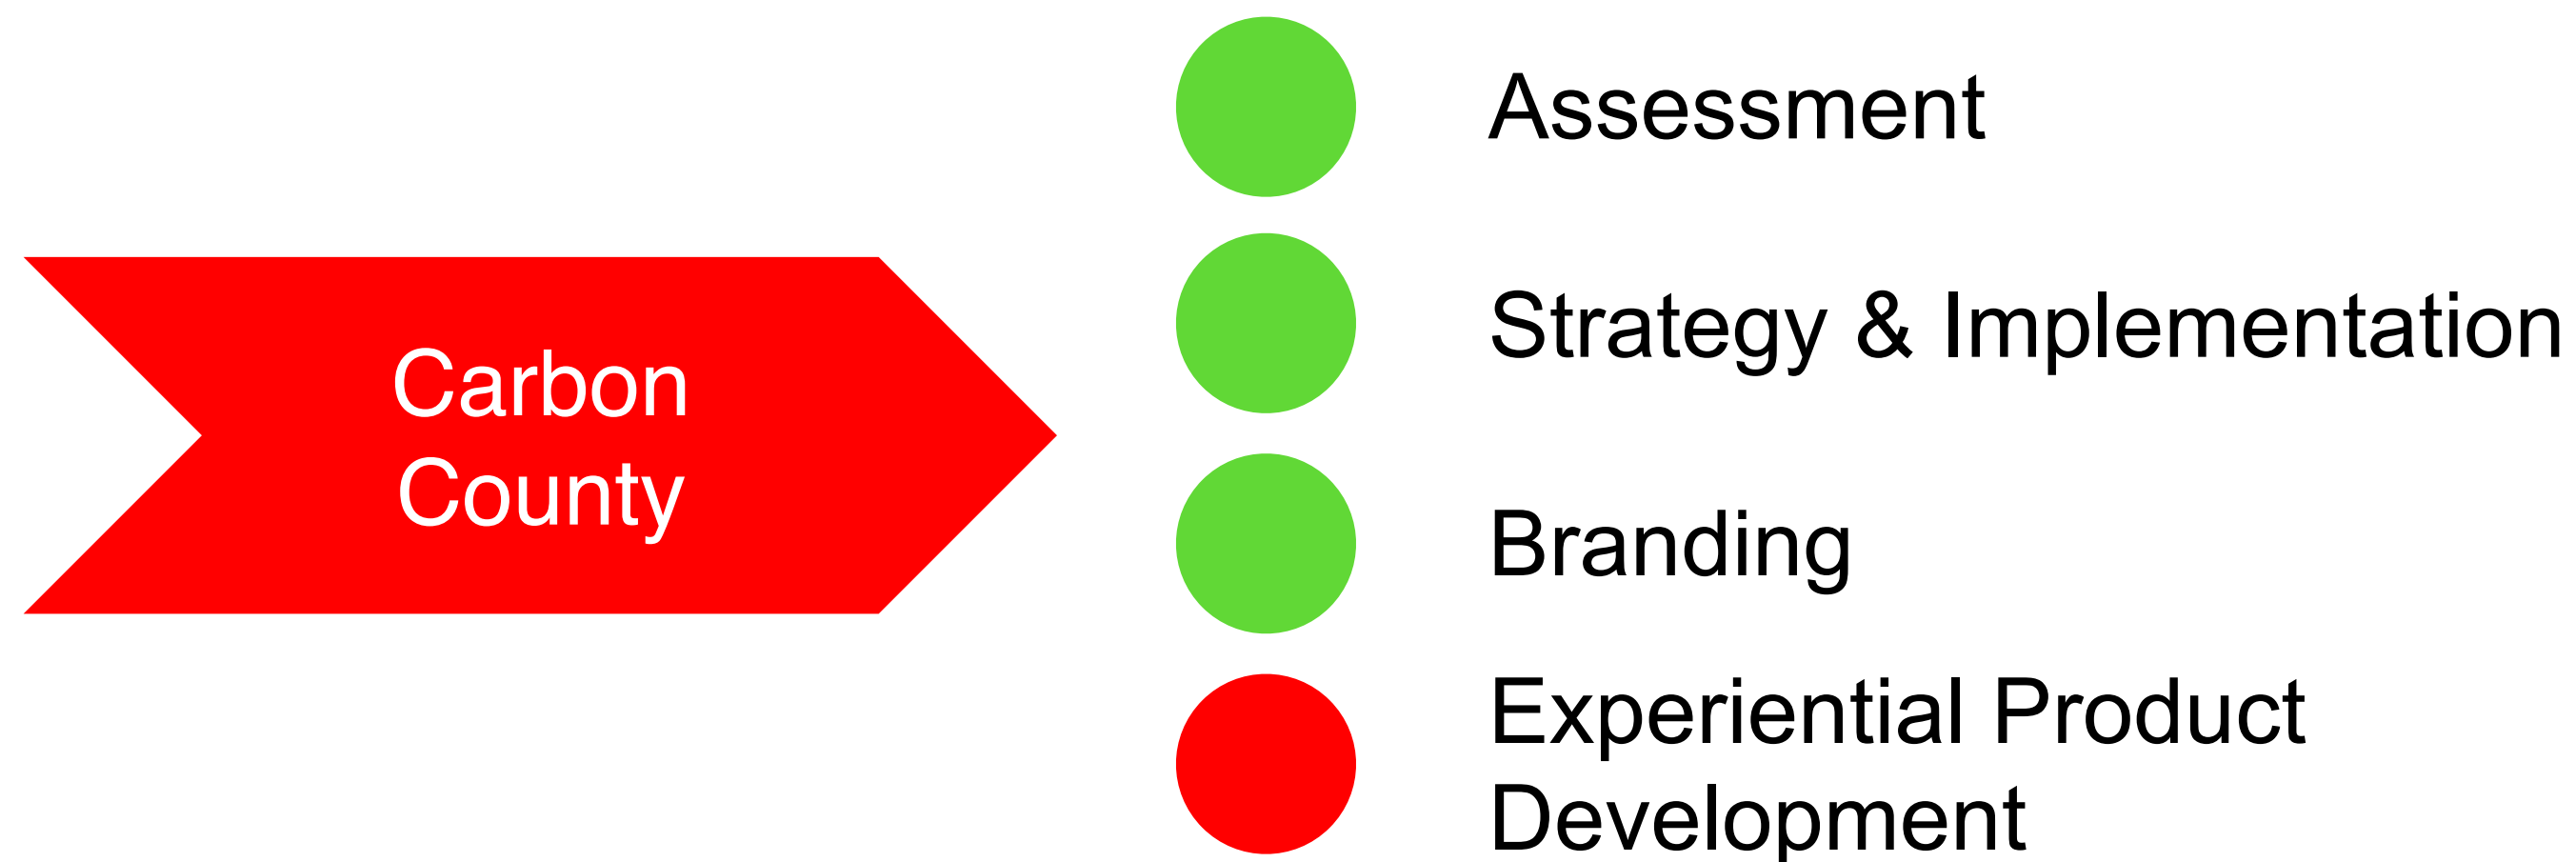 Carbon
County
Assessment
Strategy & Implementation
Branding
Experiential Product
Development